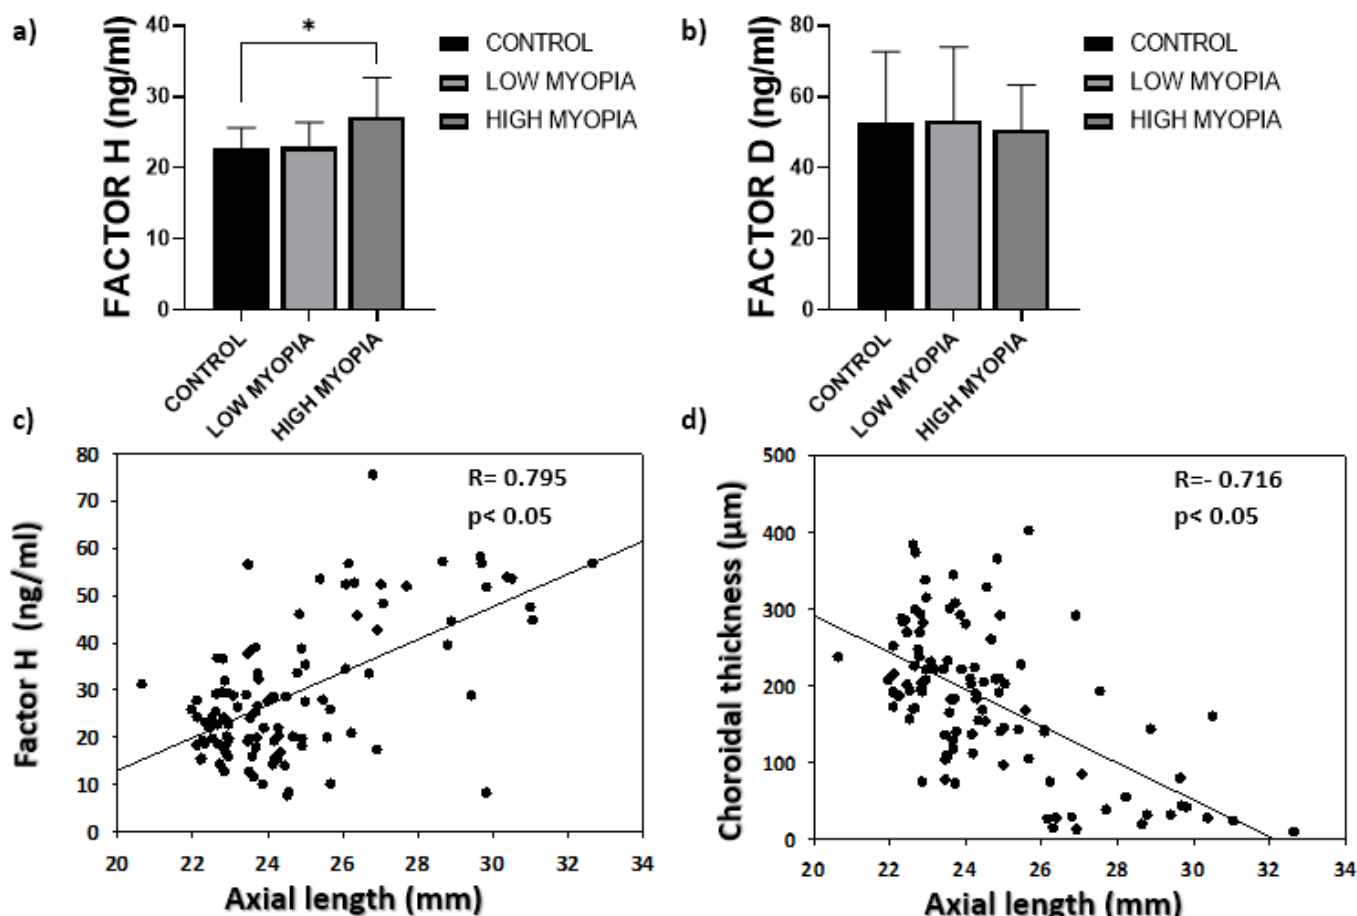 a)
FACTOR H (ng/ml)
40
30
20
10
0
*
CONTROL
LOW MYOPIA
HIGH MYOPIA
CONTROL
LOW MYOPIA
HIGH MYOPIA
b)
FACTOR D (ng/ml)
80
60
40
20
0
CONTROL
LOW MYOPIA
HIGH MYOPIA
CONTROL
LOW MYOPIA
HIGH MYOPIA
c)
Factor H (ng/ml)
80
70
60
50
40
30
20
10
0
R= 0.795
p< 0.05
20 22 24 26 28 30 32 34
Axial length (mm)
d)
Choroidal thickness (µm)
500
400
300
200
100
0
R=- 0.716
p< 0.05
20 22 24 26 28 30 32 34
Axial length (mm)